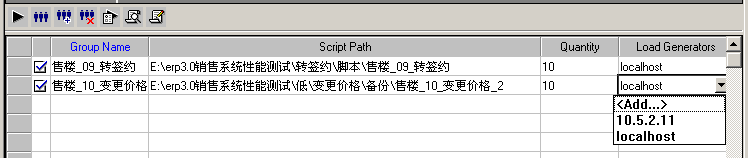 Group Name Script Path Quantity Load Generators
售楼_09_转签约 E:\erp3.0销售系统性能测试\转签约\脚本\售楼_09_转签约 10 localhost
售楼_10_变更价格 E:\erp3.0销售系统性能测试\低\变更价格\备份\售楼_10_变更价格_2 10 localhost
<Add...>
10.5.2.11
localhost